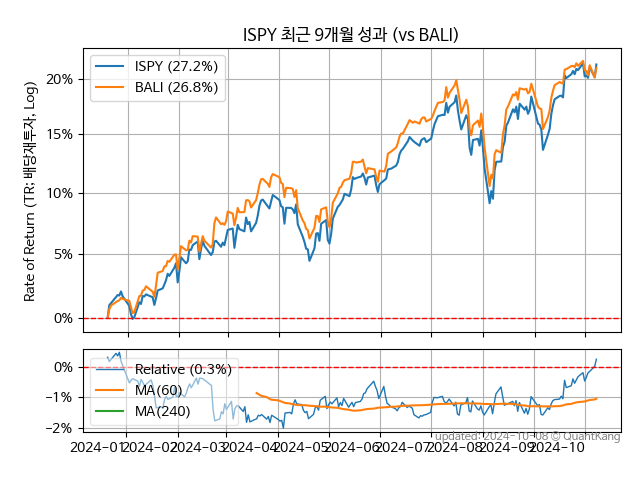 ISPY 최근 9개월 성과 (vs BALI)
Rate of Return (TR: 배당재투자, Log)
20%
15%
10%
5%
0%
ISPY (27.2%)
BALI (26.8%)
0%
-1%
-2%
Relative (0.3%)
MA(60)
MA(240)
updated: 2024-10-08 © QuantKang
2024-01 2024-02 2024-03 2024-04 2024-05 2024-06 2024-07 2024-08 2024-09 2024-10